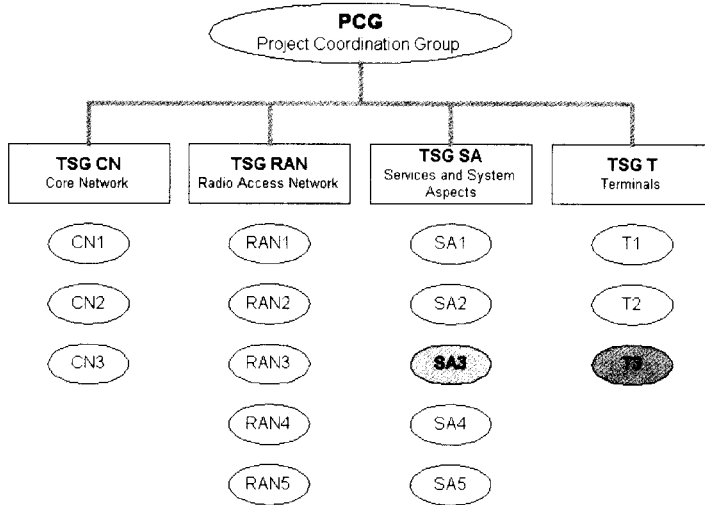 PCG
Project Coordination Group
TSG CN
Core Network
TSG RAN
Radio Access Network
TSG SA
Services and System
Aspects
TSG T
Terminals
CN1
RAN1
SA1
T1
CN2
RAN2
SA2
T2
CN3
RAN3
SA3
T3
RAN4
SA4
RAN5
SA5